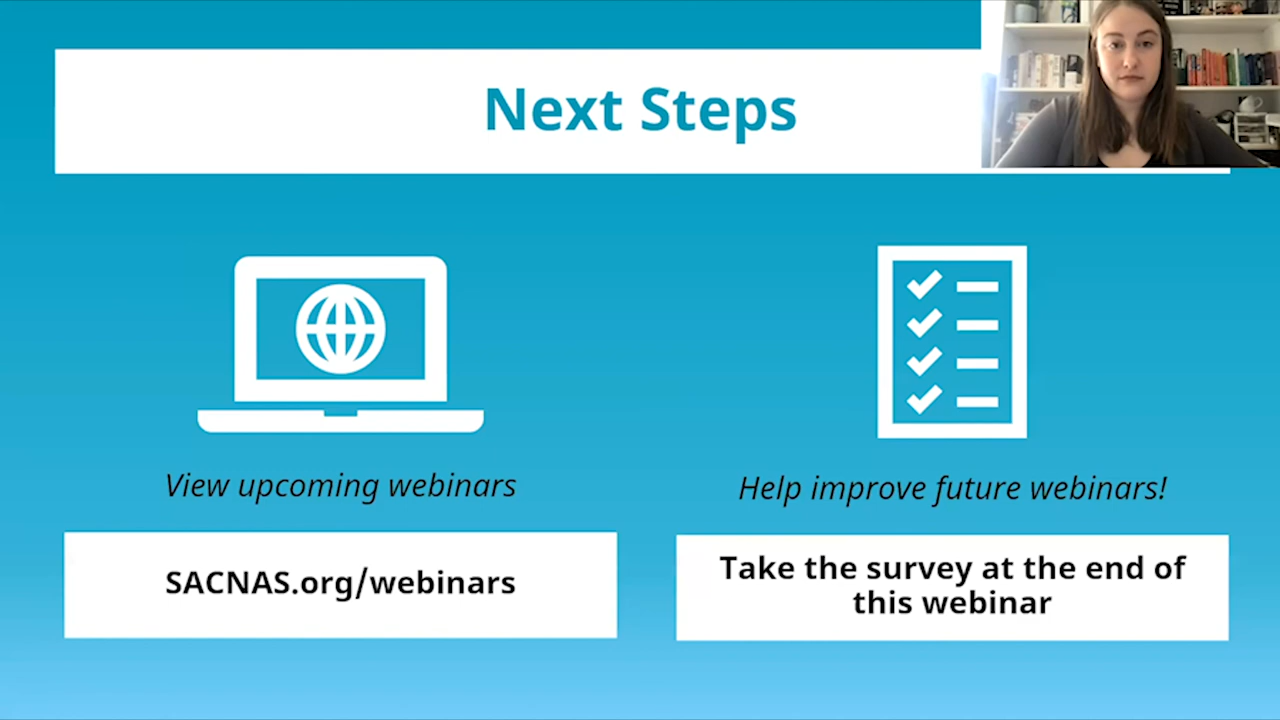 Next Steps
View upcoming webinars
SACNAS.org/webinars
Help improve future webinars!
Take the survey at the end of
this webinar